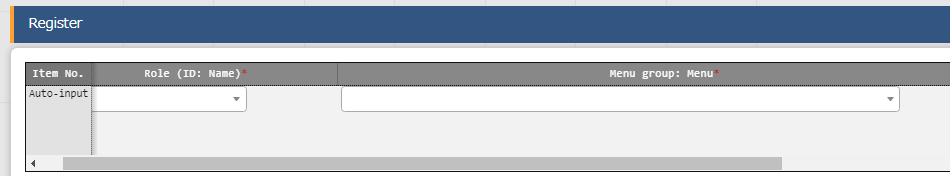 Register
Item No. Role (ID: Name)* Menu group: Menu*
Auto-input